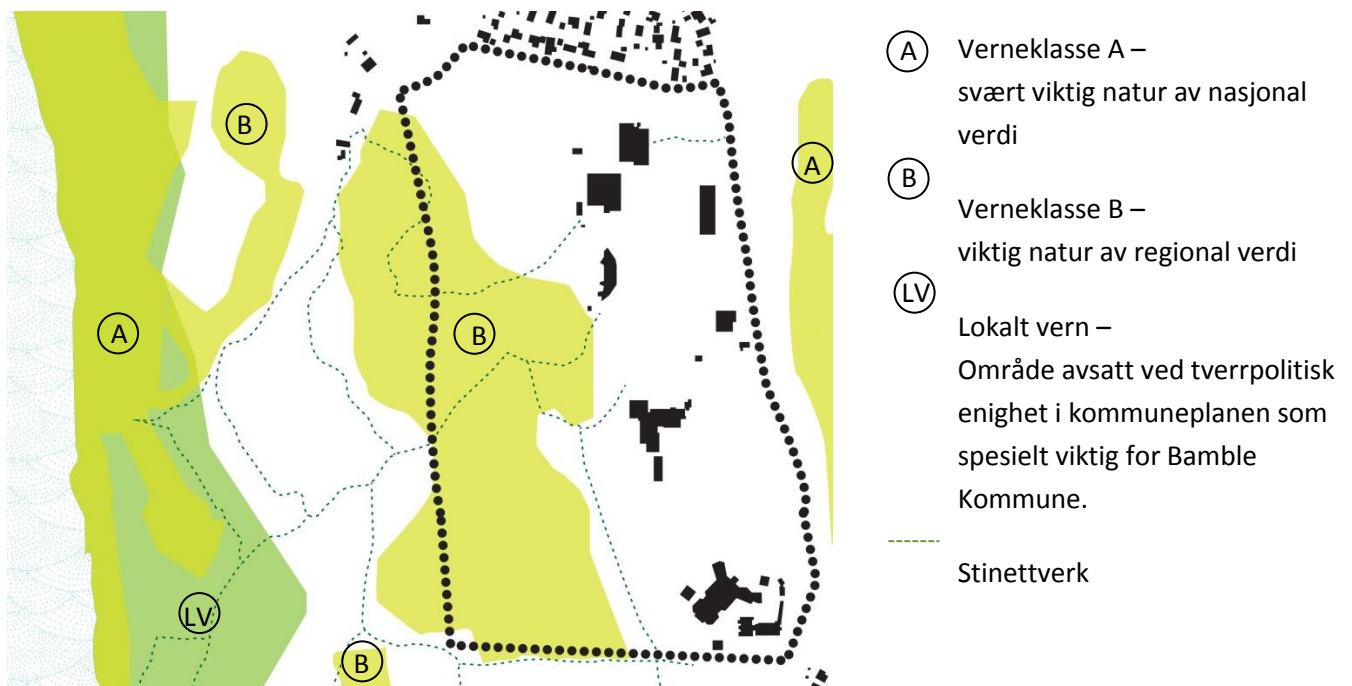 B
A
A
B
LV
B
A
Verneklasse A –
svært viktig natur av nasjonal
verdi
B
Verneklasse B –
viktig natur av regional verdi
LV
Lokalt vern –
Område avsatt ved tverrpolitisk
enighet i kommuneplanen som
spesielt viktig for Bamble
Kommune.
Stinettverk